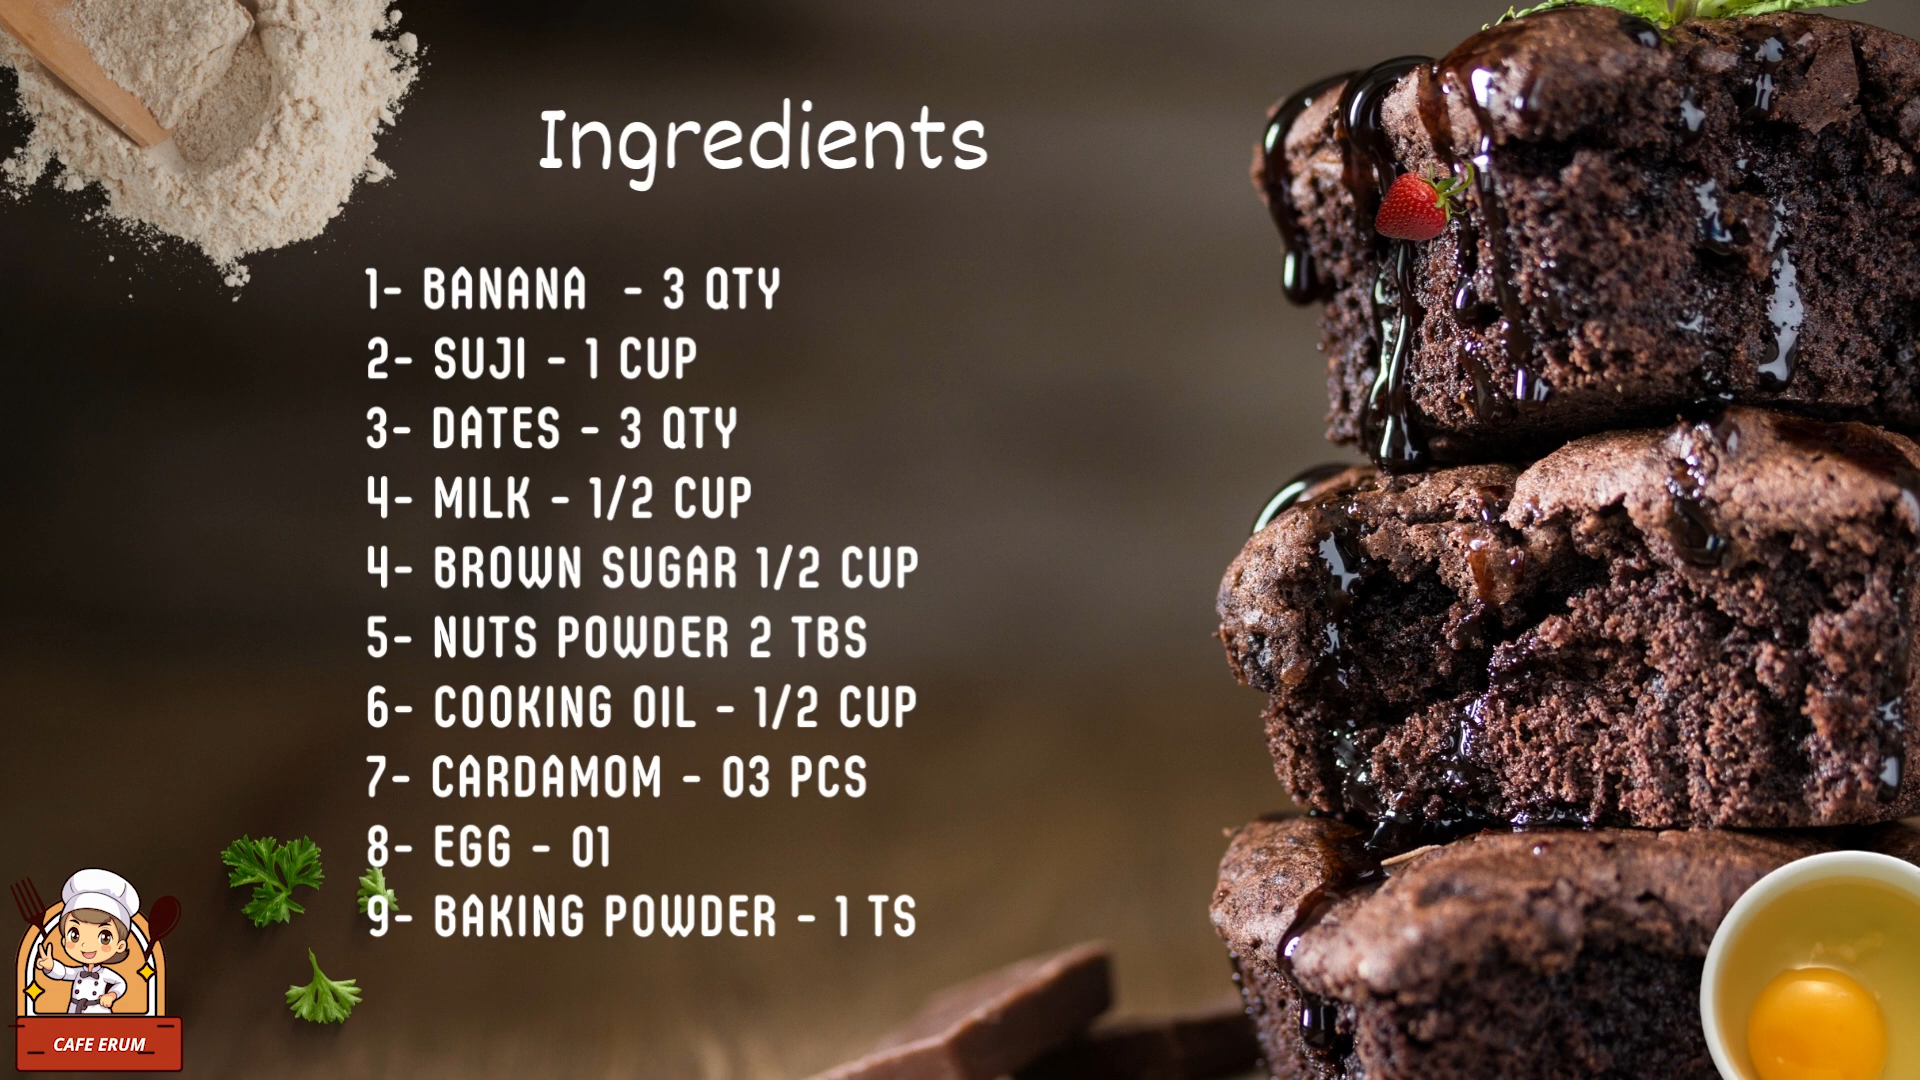 Ingredients
1- BANANA - 3 QTY
2- SUJI - 1 CUP
3- DATES - 3 QTY
4- MILK - 1/2 CUP
4- BROWN SUGAR 1/2 CUP
5- NUTS POWDER 2 TBS
6- COOKING OIL - 1/2 CUP
7- CARDAMOM - 03 PCS
8- EGG - 01
9- BAKING POWDER - 1 TS
CAFE ERUM